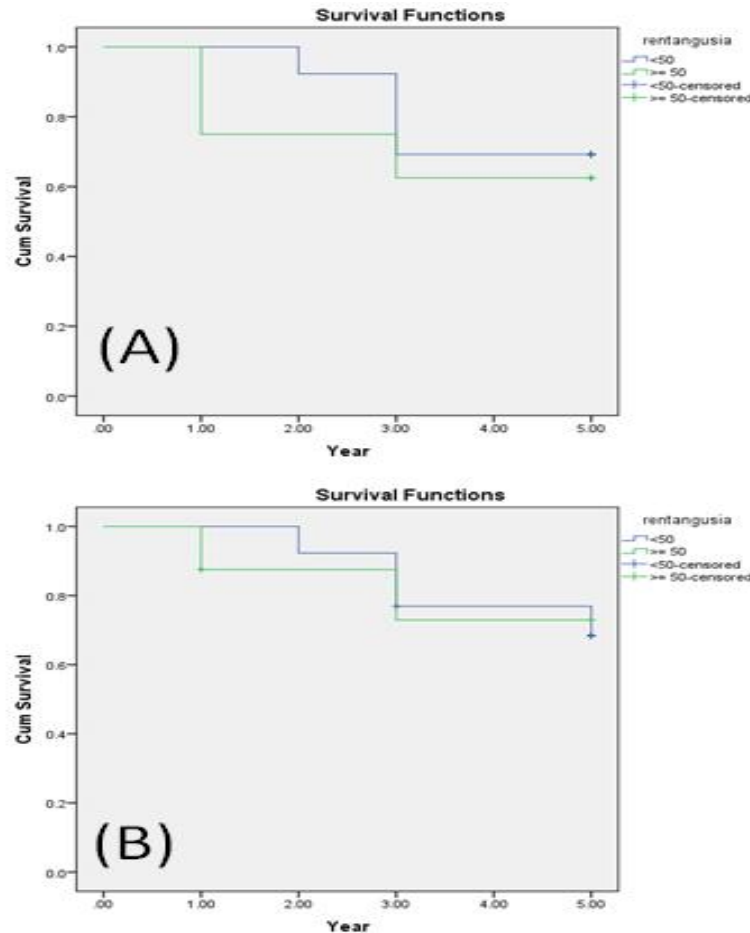 Survival Functions
rentangusia
<50
>= 50
<50-censored
>= 50-censored
1.0
0.8
0.6
0.4
0.2
0.0
Cum Survival
(A)
.00 1.00 2.00 3.00 4.00 5.00
Year
Survival Functions
rentangusia
<50
>= 50
<50-censored
>= 50-censored
1.0
0.8
0.6
0.4
0.2
0.0
Cum Survival
(B)
.00 1.00 2.00 3.00 4.00 5.00
Year